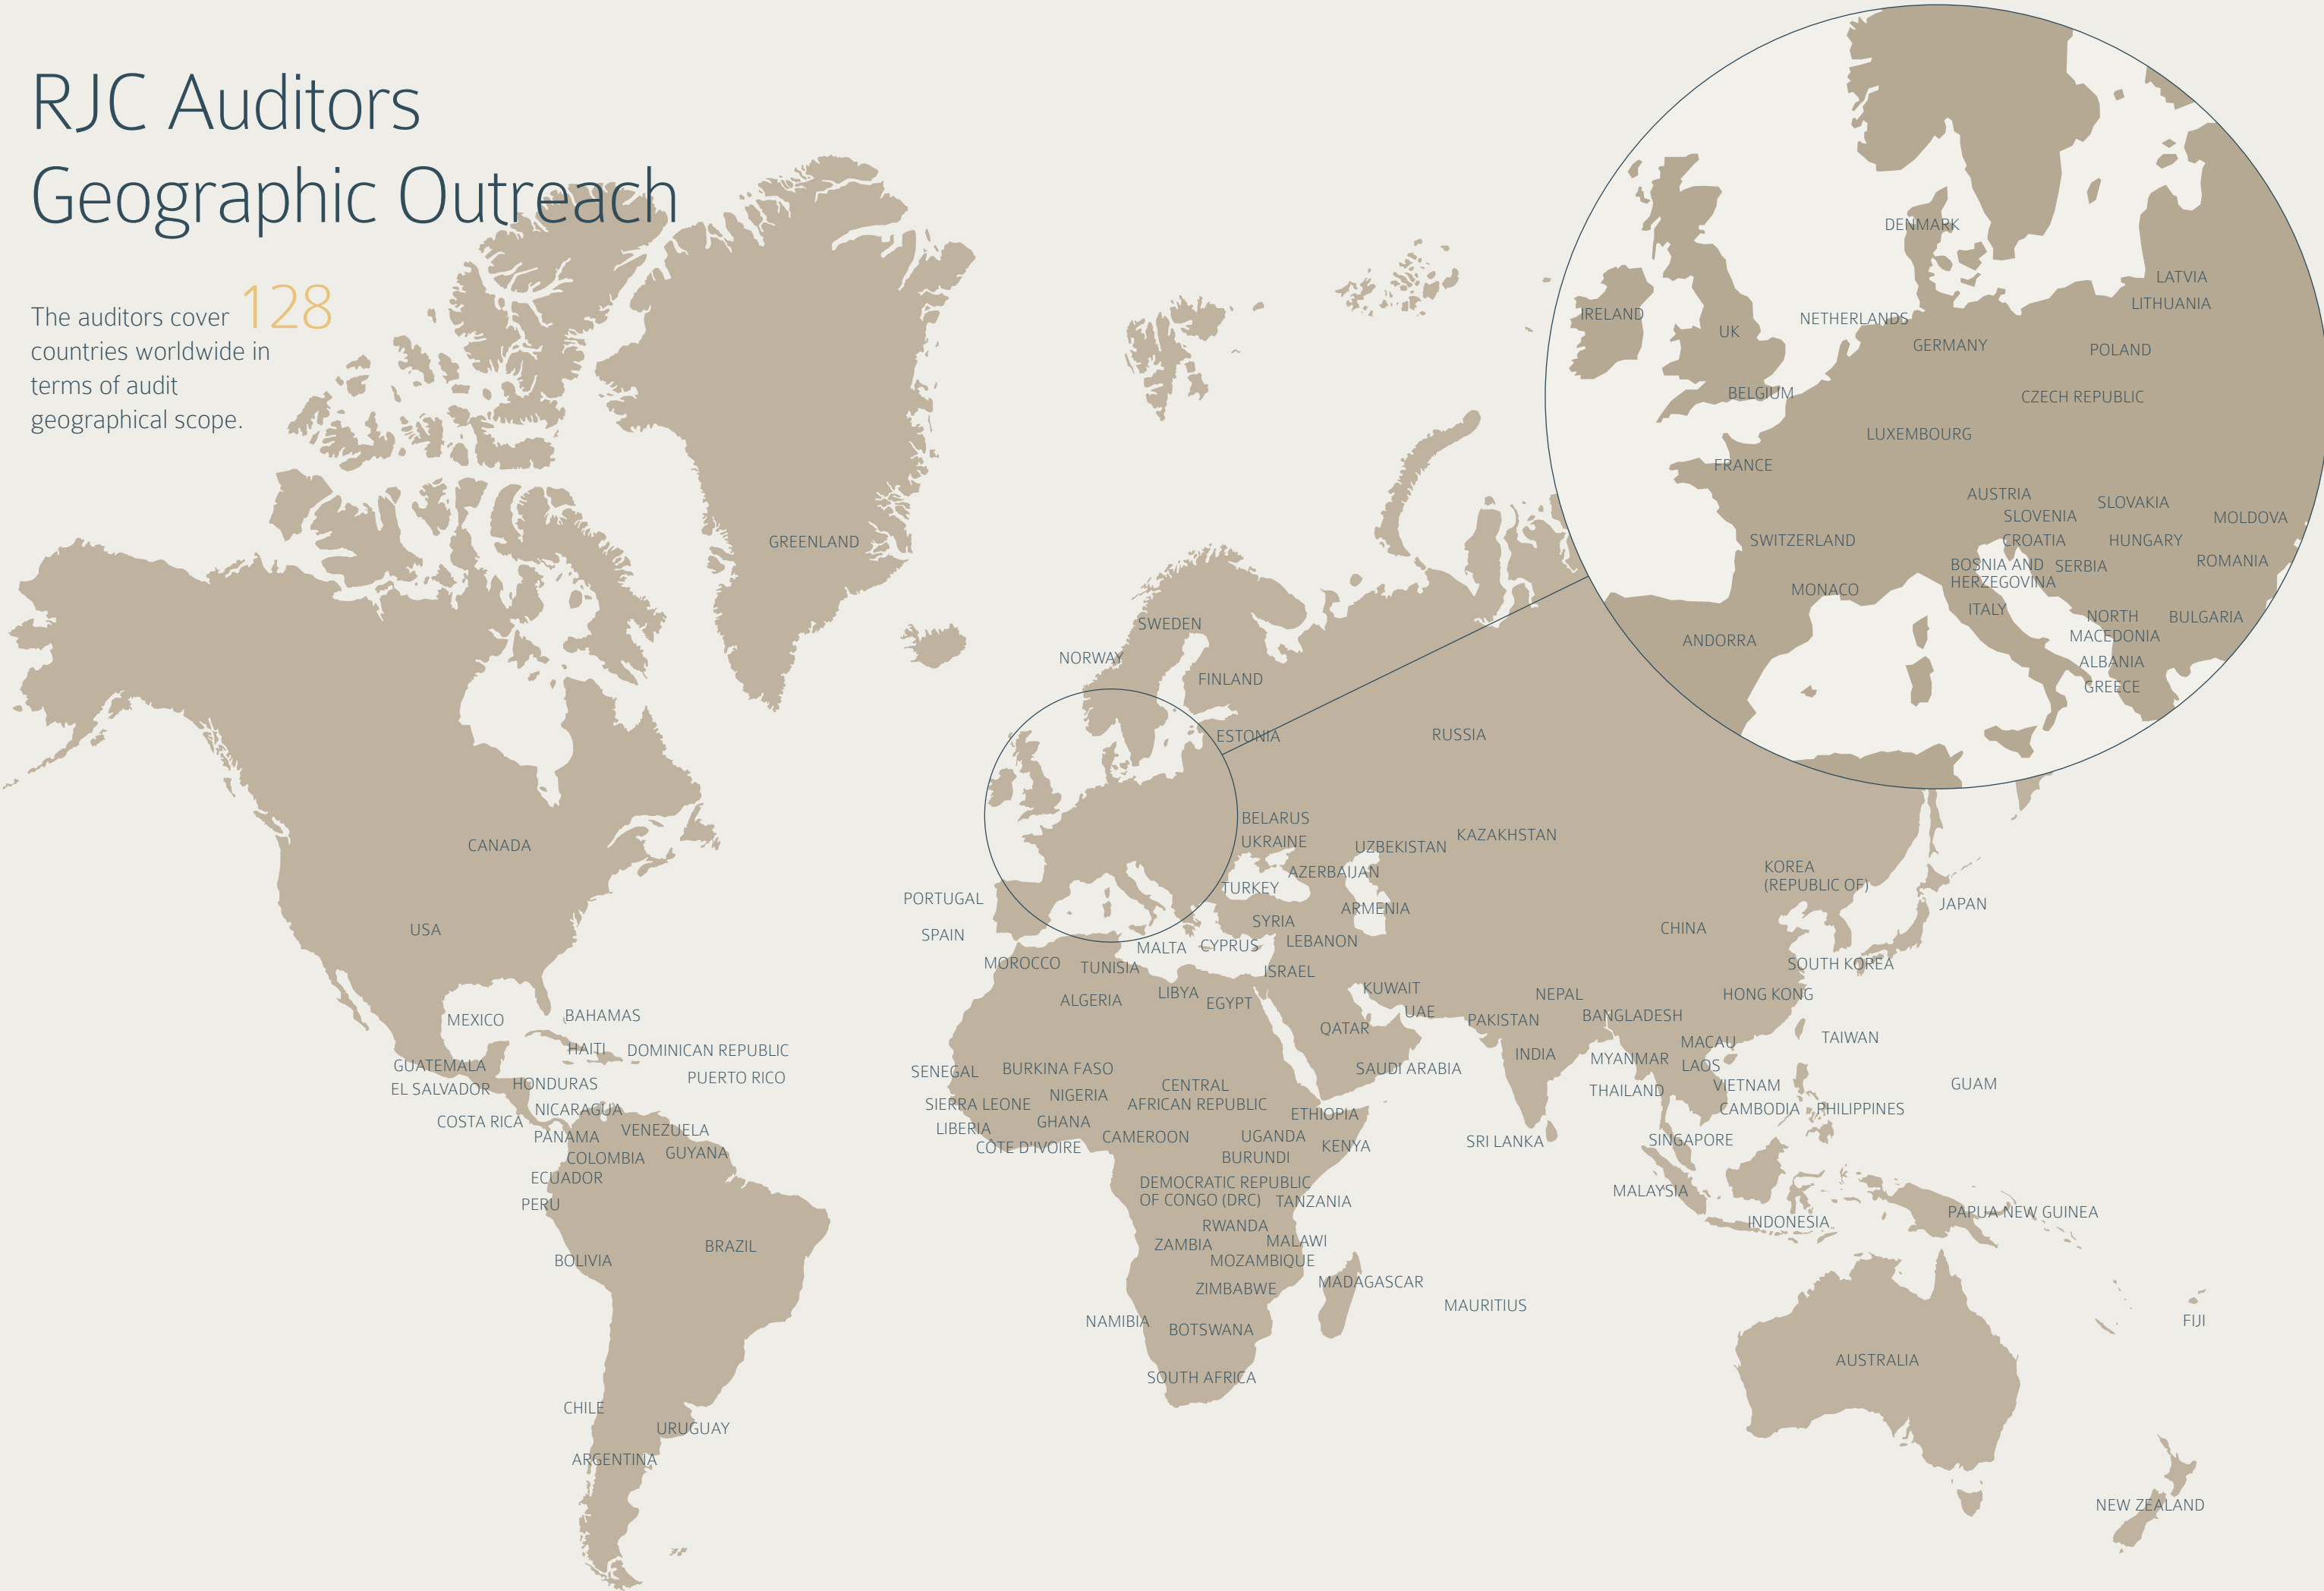 RJC Auditors
Geographic Outreach
The auditors cover 128
countries worldwide in
terms of audit
geographical scope.
DENMARK
LATVIA
LITHUANIA
IRELAND
NETHERLANDS
UK
GERMANY
POLAND
BELGIUM
CZECH REPUBLIC
LUXEMBOURG
FRANCE
AUSTRIA
SLOVAKIA
SLOVENIA
MOLDOVA
SWITZERLAND
CROATIA
HUNGARY
BOSNIA AND
HERZEGOVINA
SERBIA
ROMANIA
MONACO
ITALY
NORTH
MACEDONIA
BULGARIA
ANDORRA
ALBANIA
GREECE
GREENLAND
SWEDEN
NORWAY
FINLAND
ESTONIA
RUSSIA
BELARUS
UKRAINE
UZBEKISTAN
KAZAKHSTAN
CANADA
AZERBAIJAN
KOREA
(REPUBLIC OF)
TURKEY
PORTUGAL
ARMENIA
JAPAN
USA
SYRIA
CHINA
SPAIN
LEBANON
MALTA
CYPRUS
MOROCCO
TUNISIA
ISRAEL
SOUTH KOREA
ALGERIA
LIBYA
EGYPT
KUWAIT
NEPAL
HONG KONG
MEXICO
BAHAMAS
UAE
PAKISTAN
BANGLADESH
QATAR
TAIWAN
HAITI
DOMINICAN REPUBLIC
INDIA
MYANMAR
MACAU
LAOS
GUATEMALA
PUERTO RICO
SENEGAL
BURKINA FASO
SAUDI ARABIA
EL SALVADOR
HONDURAS
CENTRAL
AFRICAN REPUBLIC
THAILAND
VIETNAM
GUAM
NICARAGUA
SIERRA LEONE
NIGERIA
ETHIOPIA
CAMBODIA
PHILIPPINES
COSTA RICA
PANAMA
VENEZUELA
LIBERIA
GHANA
CAMEROON
UGANDA
KENYA
SRI LANKA
SINGAPORE
CÔTE D'IVOIRE
COLOMBIA
GUYANA
BURUNDI
ECUADOR
DEMOCRATIC REPUBLIC
OF CONGO (DRC)
TANZANIA
MALAYSIA
PERU
RWANDA
INDONESIA
PAPUA NEW GUINEA
BRAZIL
ZAMBIA
MALAWI
BOLIVIA
MOZAMBIQUE
ZIMBABWE
MADAGASCAR
MAURITIUS
NAMIBIA
BOTSWANA
FIJI
AUSTRALIA
SOUTH AFRICA
CHILE
URUGUAY
ARGENTINA
NEW ZEALAND